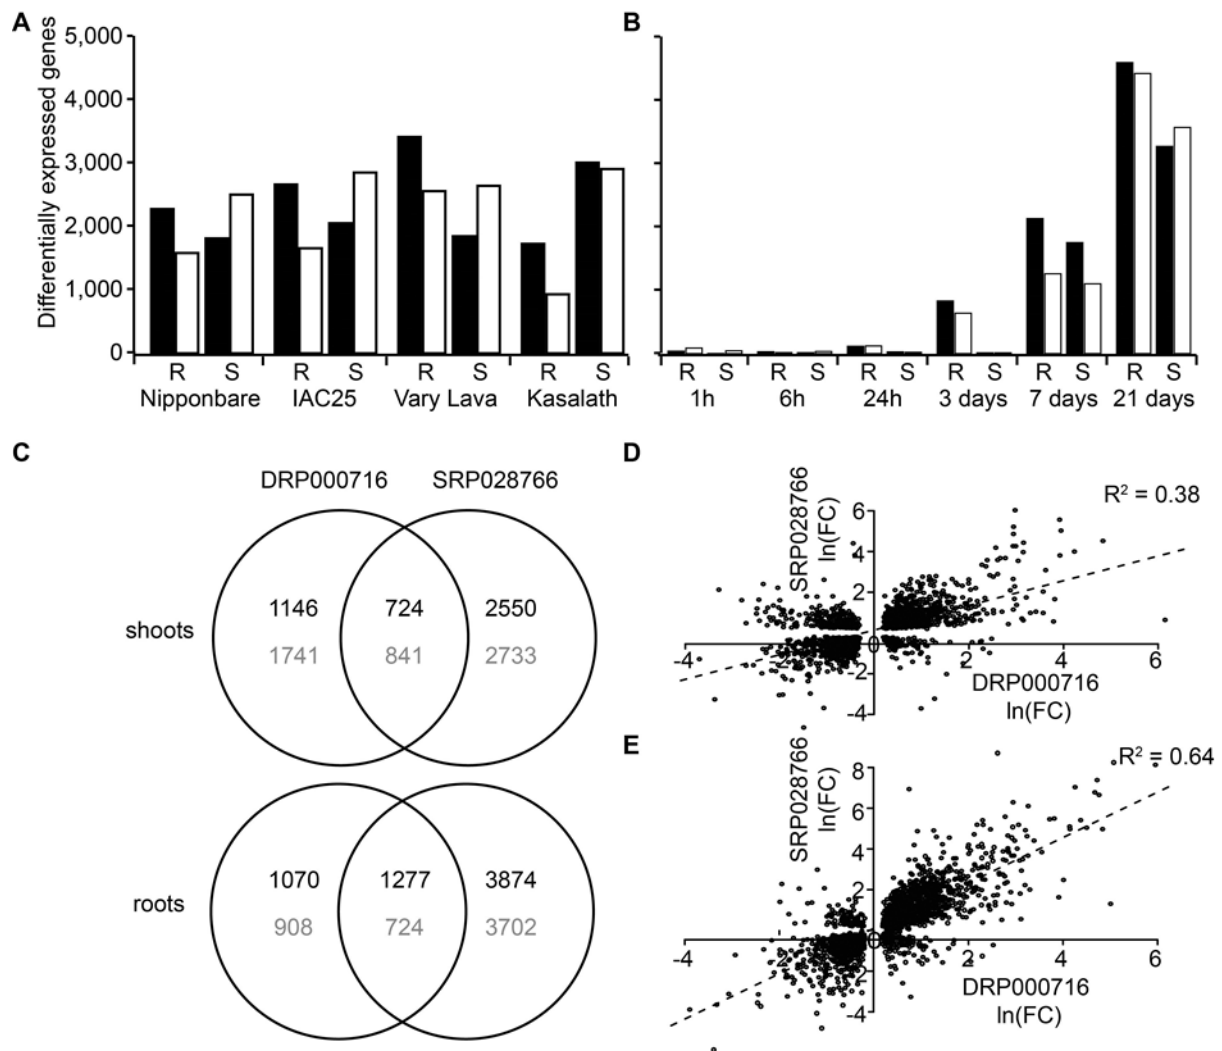 A
Differentially expressed genes
5,000
4,000
3,000
2,000
1,000
0
R S R S R S R S
Nipponbare IAC25 Vary Lava Kasalath
B
R S R S R S R S R S R S
1h 6h 24h 3 days 7 days 21 days
C
DRP000716 SRP028766
shoots
1146 724 2550
1741 841 2733
roots
1070 1277 3874
908 724 3702
D
SRP028766
ln(FC)
R² = 0.38
6
4
2
0
-2
-4
-4 2 4 6
DRP000716
ln(FC)
E
SRP028766
ln(FC)
R² = 0.64
8
6
4
2
0
-2
-4
-4 2 4 6
DRP000716
ln(FC)